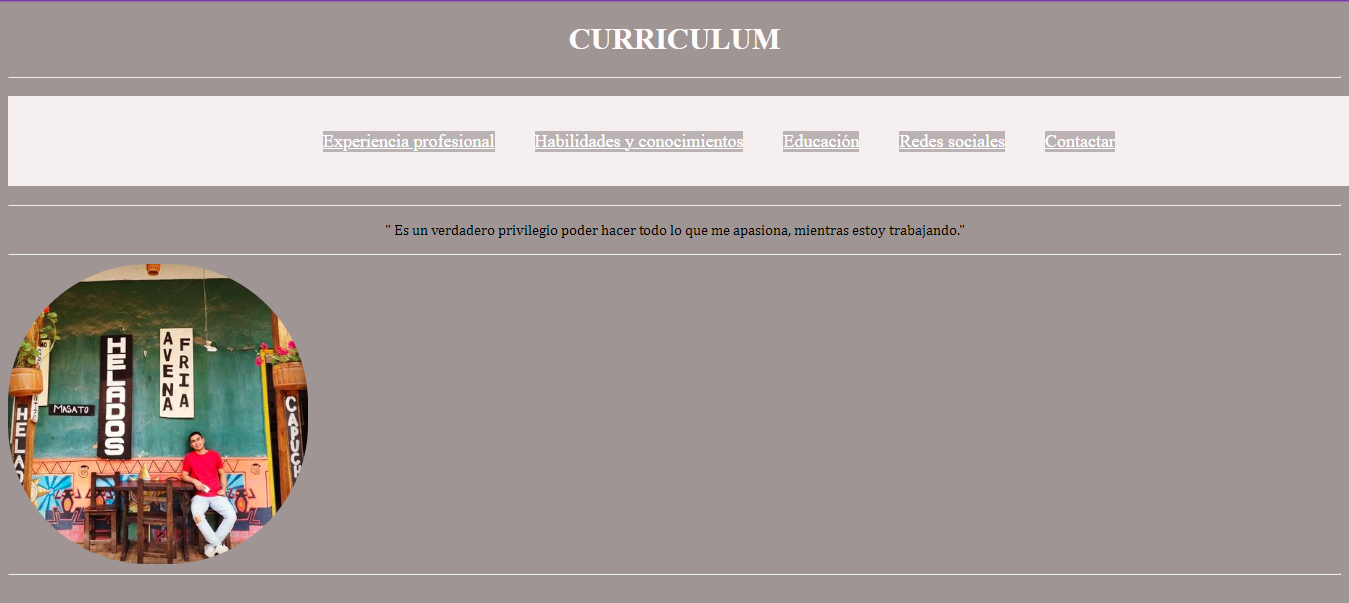 CURRICULUM
Experiencia profesional Habilidades y conocimientos Educación Redes sociales Contactar
" Es un verdadero privilegio poder hacer todo lo que me apasiona, mientras estoy trabajando."
HELADOS
AVENA
FRIA
MASATO
HELAD
CAPUCH